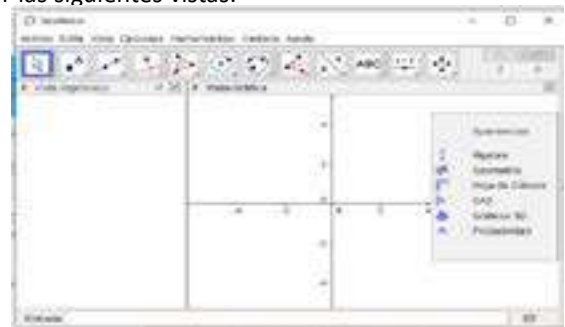 las siguientes vistas:
GeoGebra
Archivo Edita Vista Opciones Herramientas Ventana Ayuda
ABC
Vista Algebraica
Vista Gráfica
Apariencias
Álgebra
Geometría
Hoja de Cálculo
CAS
Gráficos 3D
Probabilidad
Entrada: